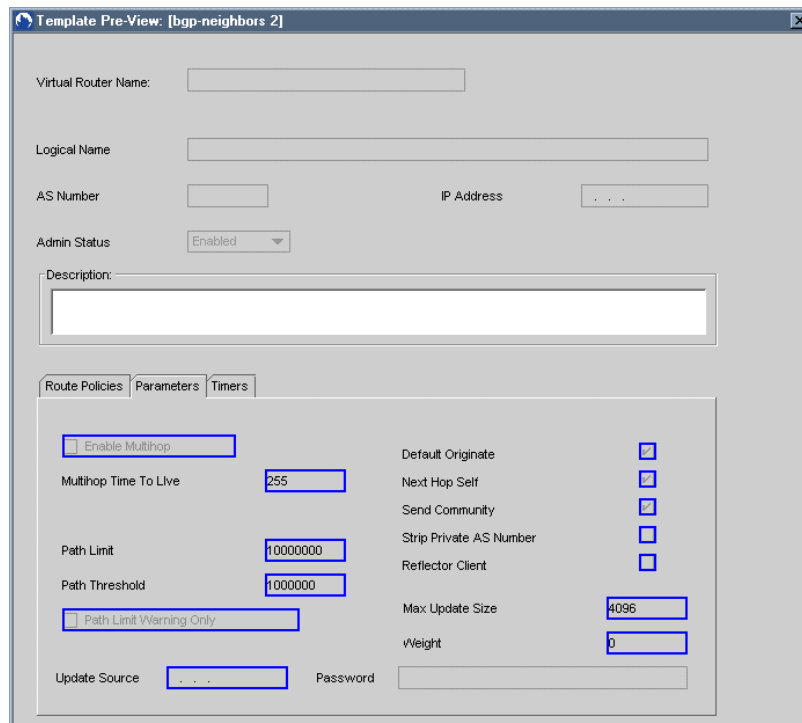 Template Pre-View: [bgp-neighbors 2]
Virtual Router Name:
Logical Name
AS Number
IP Address
. . .
Admin Status
Enabled
Description:
Route Policies
Parameters
Timers
Enable Multihop
Multihop Time To LIve
255
Path Limit
10000000
Path Threshold
1000000
Path Limit Warning Only
Default Originate
Next Hop Self
Send Community
Strip Private AS Number
Reflector Client
Max Update Size
4096
Weight
0
Update Source
. . .
Password